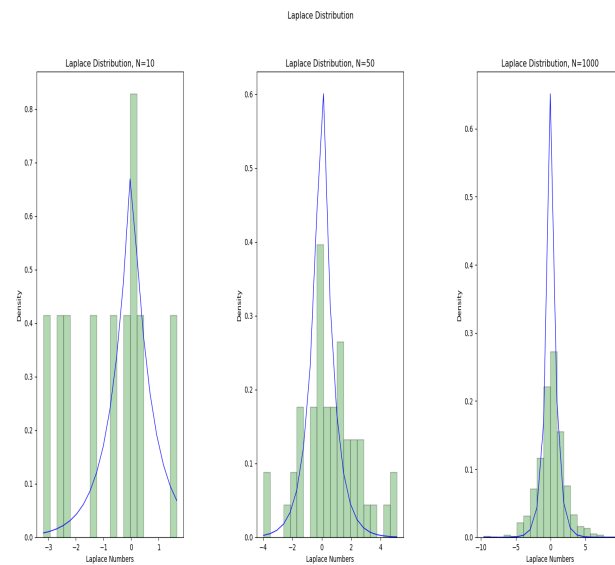 Laplace Distribution
Laplace Distribution, N=10
0.8
0.7
0.6
0.5
0.4
0.3
0.2
0.1
0.0
Density
−3 −2 −1 0 1
Laplace Numbers
Laplace Distribution, N=50
0.6
0.5
0.4
0.3
0.2
0.1
0.0
Density
−4 −2 0 2 4
Laplace Numbers
Laplace Distribution, N=1000
0.6
0.5
0.4
0.3
0.2
0.1
0.0
Density
−10 −5 0 5
Laplace Numbers